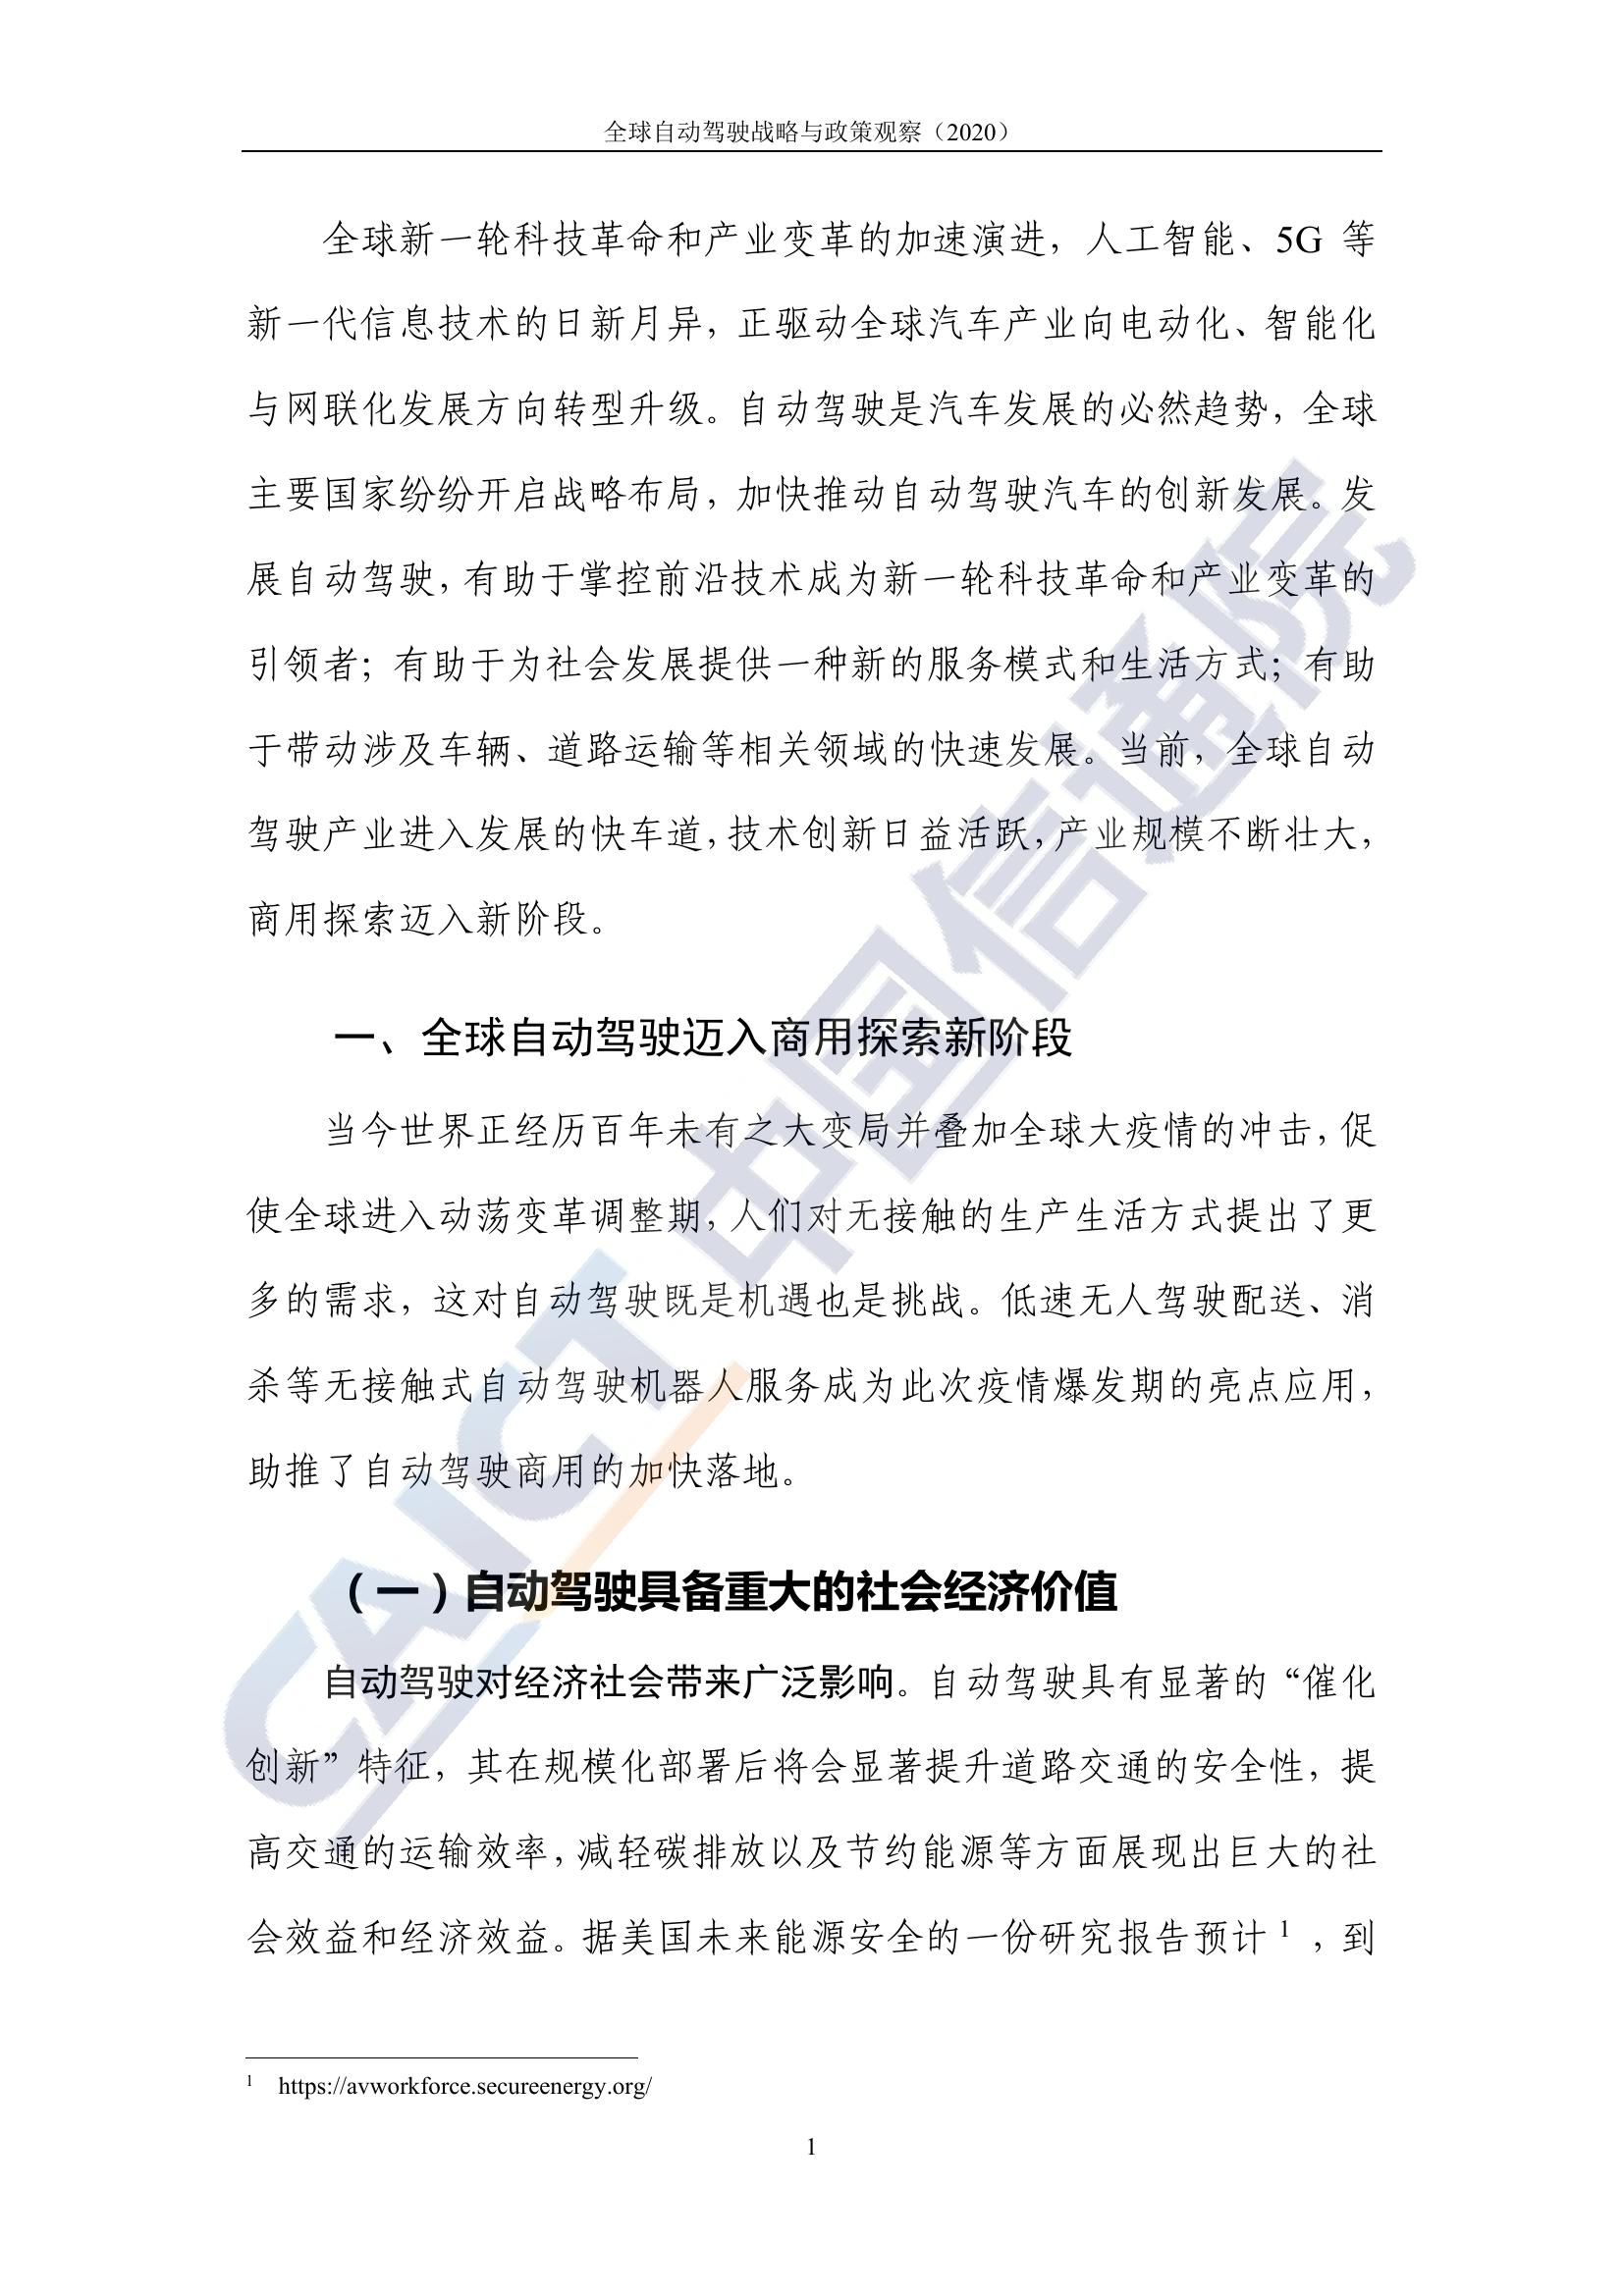 全球自动驾驶战略与政策观察（2020）
全球新一轮科技革命和产业变革的加速演进，人工智能、5G 等
新一代信息技术的日新月异，正驱动全球汽车产业向电动化、智能化
与网联化发展方向转型升级。自动驾驶是汽车发展的必然趋势，全球
主要国家纷纷开启战略布局，加快推动自动驾驶汽车的创新发展。发
展自动驾驶，有助于掌控前沿技术成为新一轮科技革命和产业变革的
引领者；有助于为社会发展提供一种新的服务模式和生活方式；有助
于带动涉及车辆、道路运输等相关领域的快速发展。当前，全球自动
驾驶产业进入发展的快车道，技术创新日益活跃，产业规模不断壮大，
商用探索迈入新阶段。
一、全球自动驾驶迈入商用探索新阶段
当今世界正经历百年未有之大变局并叠加全球大疫情的冲击，促
使全球进入动荡变革调整期，人们对无接触的生产生活方式提出了更
多的需求，这对自动驾驶既是机遇也是挑战。低速无人驾驶配送、消
杀等无接触式自动驾驶机器人服务成为此次疫情爆发期的亮点应用，
助推了自动驾驶商用的加快落地。
（一）自动驾驶具备重大的社会经济价值
自动驾驶对经济社会带来广泛影响。自动驾驶具有显著的“催化
创新”特征，其在规模化部署后将会显著提升道路交通的安全性，提
高交通的运输效率，减轻碳排放以及节约能源等方面展现出巨大的社
会效益和经济效益。据美国未来能源安全的一份研究报告预计1，到
1 https://avworkforce.secureenergy.org/
1
CAICT 中国信通院